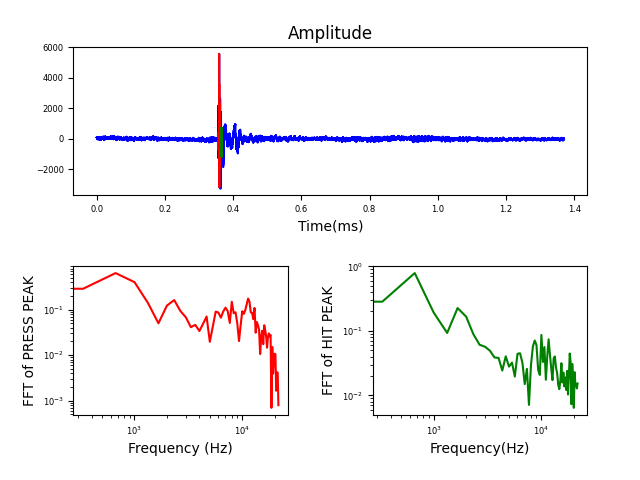 Amplitude
6000
4000
2000
0
−2000
0.0 0.2 0.4 0.6 0.8 1.0 1.2 1.4
Time(ms)
FFT of PRESS PEAK
10⁻¹
10⁻²
10⁻³
10³ 10⁴
Frequency (Hz)
FFT of HIT PEAK
10⁰
10⁻¹
10⁻²
10³ 10⁴
Frequency(Hz)